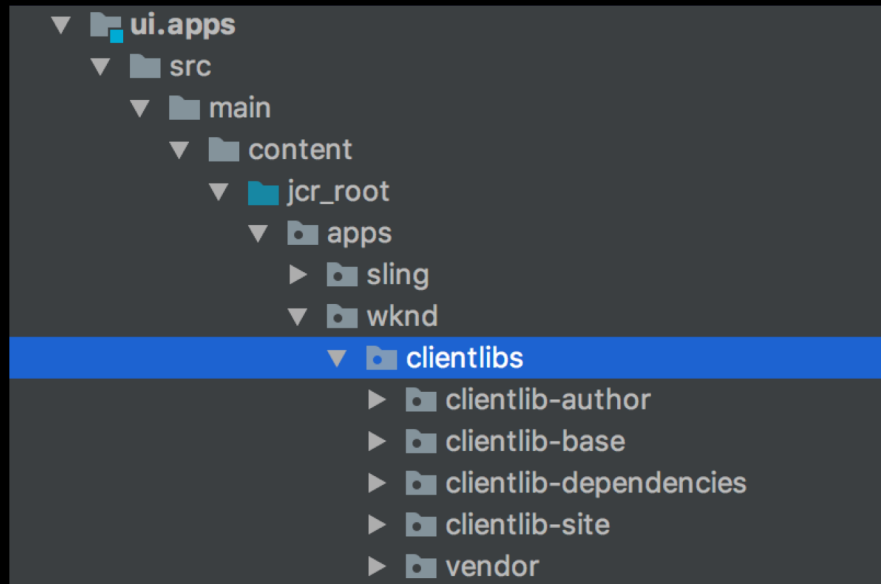 ui.apps
src
main
content
jcr_root
apps
sling
wknd
clientlibs
clientlib-author
clientlib-base
clientlib-dependencies
clientlib-site
vendor